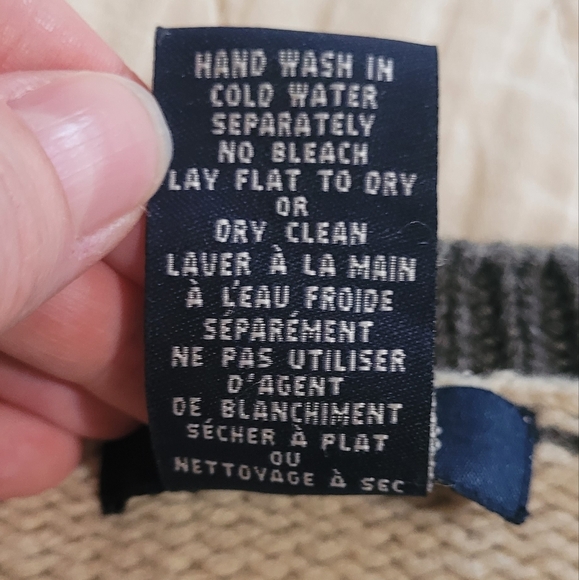 HAND WASH IN
COLD WATER
SEPARATELY
NO BLEACH
LAY FLAT TO DRY
OR
DRY CLEAN
LAVER À LA MAIN
À L'EAU FROIDE
SÉPARÉMENT
NE PAS UTILISER
D'AGENT
DE BLANCHIMENT
SÉCHER À PLAT
OU
NETTOYAGE À SEC